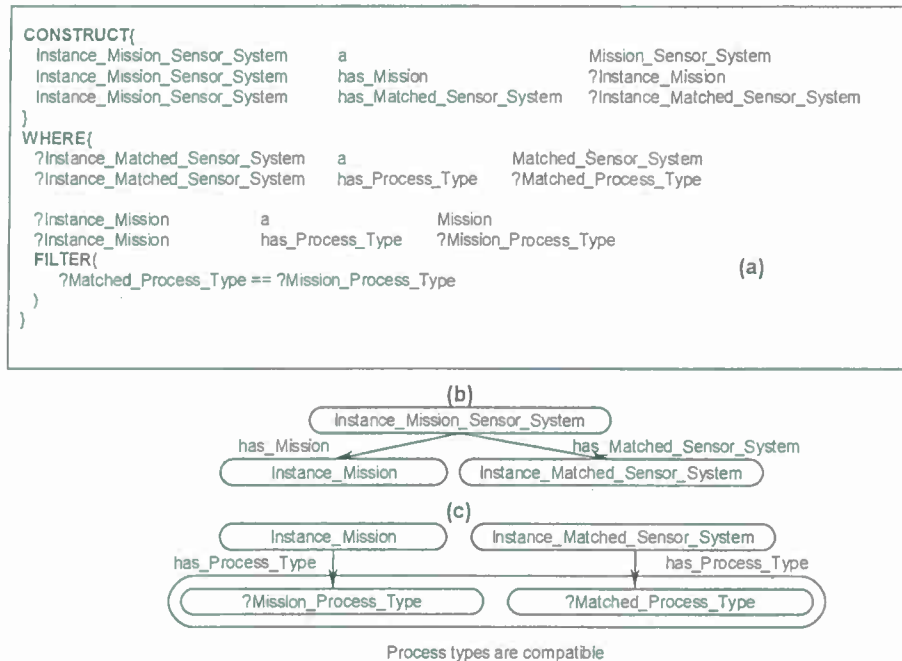 CONSTRUCT{
Instance_Mission_Sensor_System a Mission_Sensor_System
Instance_Mission_Sensor_System has_Mission ?Instance_Mission
Instance_Mission_Sensor_System has_Matched_Sensor_System ?Instance_Matched_Sensor_System
}
WHERE{
?Instance_Matched_Sensor_System a Matched_Sensor_System
?Instance_Matched_Sensor_System has_Process_Type ?Matched_Process_Type
?Instance_Mission a Mission
?Instance_Mission has_Process_Type ?Mission_Process_Type
FILTER(
?Matched_Process_Type == ?Mission_Process_Type
(a)
)
}
(b)
Instance_Mission_Sensor_System
has_Mission has_Matched_Sensor_System
Instance_Mission Instance_Matched_Sensor_System
(c)
Instance_Mission Instance_Matched_Sensor_System
has_Process_Type has_Process_Type
?Mission_Process_Type ?Matched_Process_Type
Process types are compatible